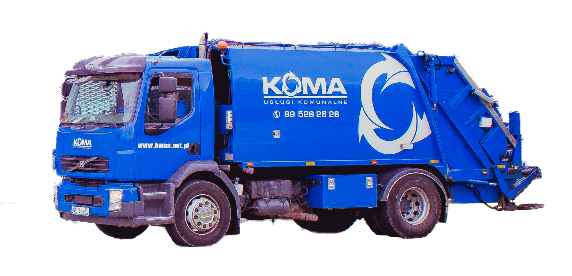 KOMA
USŁUGI KOMUNALNE
89 526 26 26
KOMA
www.koma.net.pl